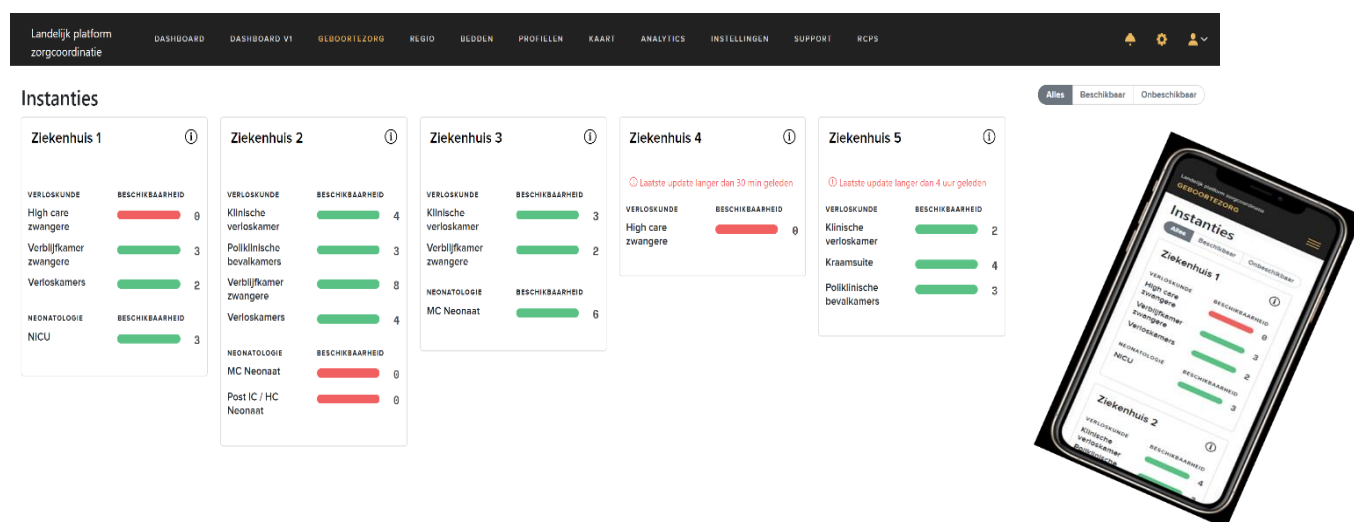 Landelijk platform
zorgcoordinatie
DASHBOARD DASHBOARD V1 GEBOORTEZORG REGIO BEDDEN PROFIELEN KAART ANALYTICS INSTELLINGEN SUPPORT RCPS
Instanties
Alles Beschikbaar Onbeschikbaar
Ziekenhuis 1
VERLOSKUNDE BESCHIKBAARHEID
High care
zwangere 0
Verblijfkamer
zwangere 3
Verloskamers 2
NEONATOLOGIE BESCHIKBAARHEID
NICU 3
Ziekenhuis 2
VERLOSKUNDE BESCHIKBAARHEID
Klinische
verloskamer 4
Poliklinische
bevalkamers 3
Verblijfkamer
zwangere 8
Verloskamers 4
NEONATOLOGIE BESCHIKBAARHEID
MC Neonaat 0
Post IC / HC
Neonaat 0
Ziekenhuis 3
VERLOSKUNDE BESCHIKBAARHEID
Klinische
verloskamer 3
Verblijfkamer
zwangere 2
NEONATOLOGIE BESCHIKBAARHEID
MC Neonaat 6
Ziekenhuis 4
Laatste update langer dan 30 min geleden
VERLOSKUNDE BESCHIKBAARHEID
High care
zwangere 0
Ziekenhuis 5
Laatste update langer dan 4 uur geleden
VERLOSKUNDE BESCHIKBAARHEID
Klinische
verloskamer 2
Kraamsuite 4
Poliklinische
bevalkamers 3
Landelijk platform zorgcoordinatie
GEBOORTEZORG
Instanties
Alles Beschikbaar Onbeschikbaar
Ziekenhuis 1
VERLOSKUNDE BESCHIKBAARHEID
High care
zwangere 0
Verblijfkamer
zwangere 3
Verloskamers 2
NEONATOLOGIE BESCHIKBAARHEID
NICU 3
Ziekenhuis 2
VERLOSKUNDE BESCHIKBAARHEID
Klinische
verloskamer 4
Poliklinische